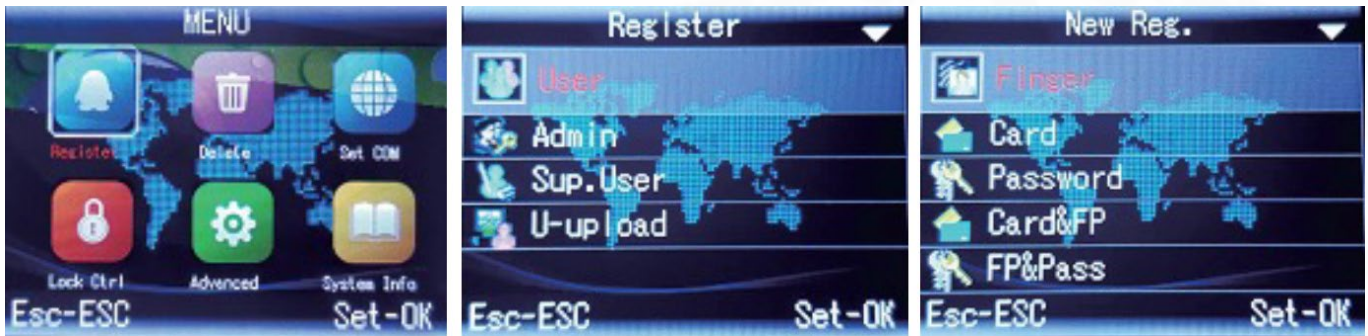 MENU
Register Delete Set COM
Lock Ctrl Advanced System Info
Esc-ESC Set-OK
Register
User
Admin
Sup.User
U-upload
Esc-ESC Set-OK
New Reg.
Finger
Card
Password
Card&FP
FP&Pass
Esc-ESC Set-OK